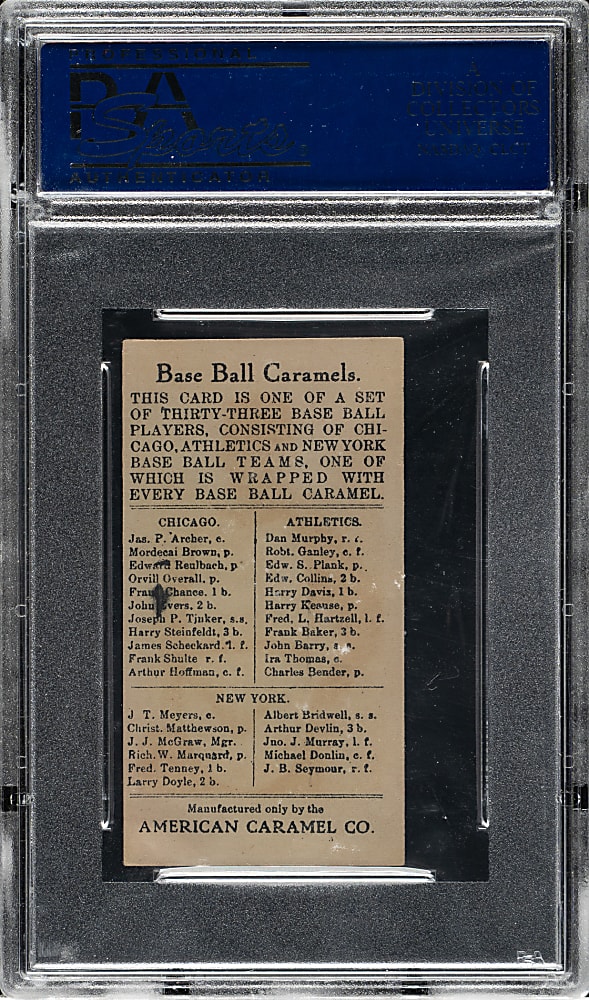 PROFESSIONAL
PSA
Sports
AUTHENTICATOR
A
DIVISION OF
COLLECTORS
UNIVERSE
Base Ball Caramels.
THIS CARD IS ONE OF A SET
OF THIRTY-THREE BASE BALL
PLAYERS, CONSISTING OF CHI-
CAGO, ATHLETICS AND NEW YORK
BASE BALL TEAMS, ONE OF
WHICH IS WRAPPED WITH
EVERY BASE BALL CARAMEL.
CHICAGO.
Jas. P. Archer, c.
Mordecai Brown, p.
Edward Reulbach, p
Orvill Overall, p.
Frank Chance. 1 b.
John Evers, 2 b.
Joseph P. Tinker, s.s.
Harry Steinfeldt, 3 b.
James Scheckard. l. f.
Frank Shulte r. f.
Arthur Hoffman, c. f.
ATHLETICS.
Dan Murphy, r. f.
Robt. Ganley, c. f.
Edw. S. Plank, p.
Edw. Collins, 2 b.
Harry Davis, 1 b.
Harry Keause, p.
Fred. L. Hartzell, l. f.
Frank Baker, 3 b.
John Barry, s. s.
Ira Thomas, c.
Charles Bender, p.
NEW YORK.
J T. Meyers, c.
Christ. Matthewson, p.
J. J. McGraw, Mgr.
Rich. W. Marquard, p.
Fred. Tenney, 1 b.
Larry Doyle, 2 b.
Albert Bridwell, s. s.
Arthur Devlin, 3 b.
Jno. J. Murray, l. f.
Michael Donlin, c. f.
J. B. Seymour, r. f.
Manufactured only by the
AMERICAN CARAMEL CO.
PSA